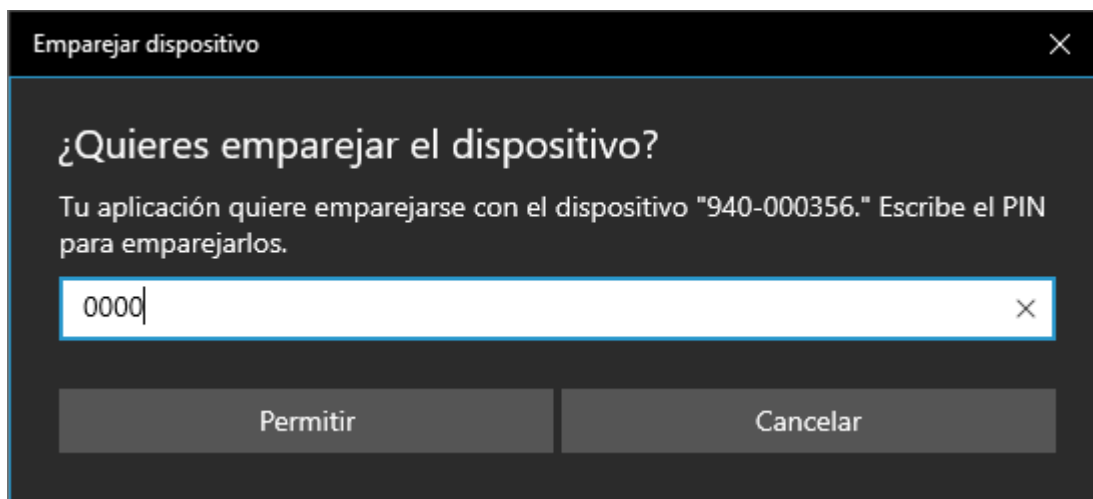 Emparejar dispositivo
¿Quieres emparejar el dispositivo?
Tu aplicación quiere emparejarse con el dispositivo "940-000356." Escribe el PIN
para emparejarlos.
0000
Permitir
Cancelar